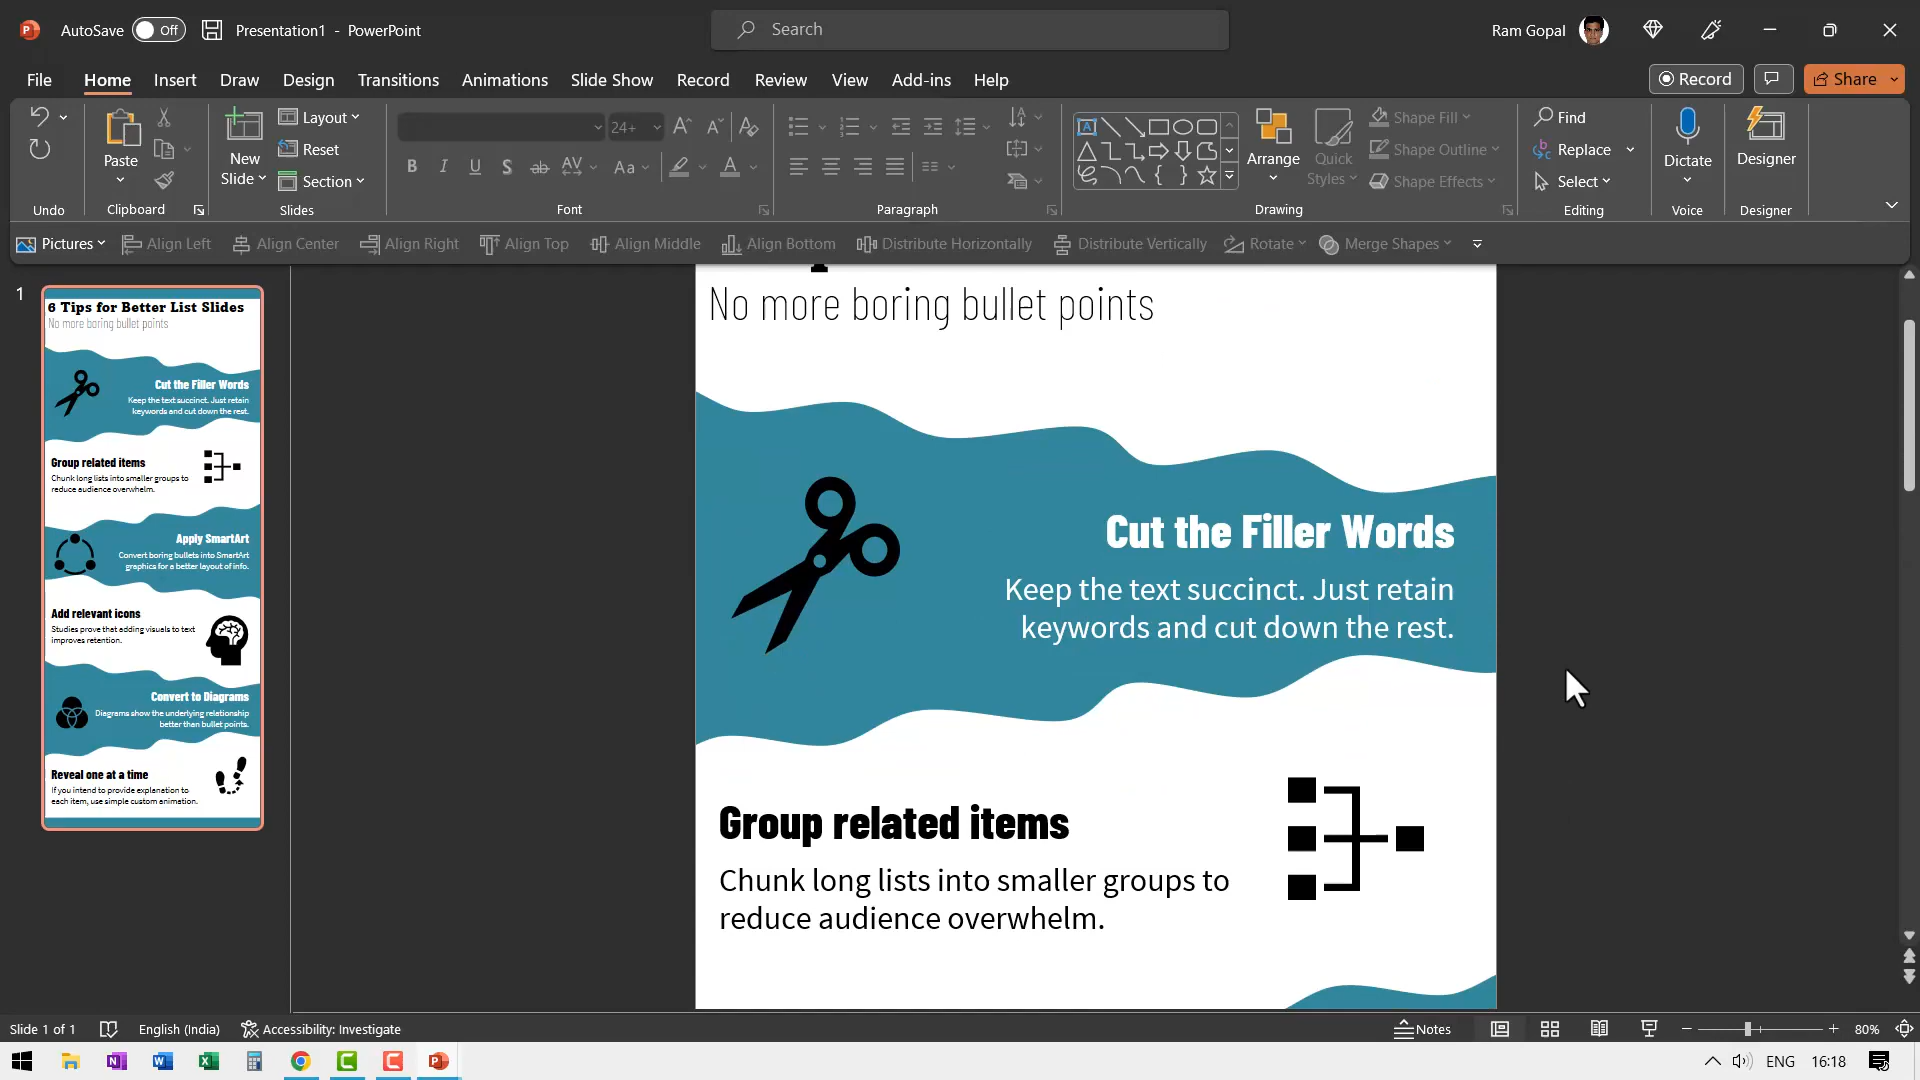 AutoSave Off Presentation1 - PowerPoint Search Ram Gopal
File Home Insert Draw Design Transitions Animations Slide Show Record Review View Add-ins Help Record Share
Undo
Paste
Clipboard
New Slide
Layout
Reset
Section
Slides
24+
B I U S ab AV Aa A
Font
Paragraph
Arrange
Quick Styles
Shape Fill
Shape Outline
Shape Effects
Drawing
Find
Replace
Select
Editing
Dictate
Voice
Designer
Designer
Pictures Align Left Align Center Align Right Align Top Align Middle Align Bottom Distribute Horizontally Distribute Vertically Rotate Merge Shapes
1
6 Tips for Better List Slides
No more boring bullet points
Cut the Filler Words
Keep the text succinct. Just retain
keywords and cut down the rest.
Group related items
Chunk long lists into smaller groups to
reduce audience overwhelm.
Apply SmartArt
Convert boring bullets into SmartArt
graphics for a better layout of info.
Add relevant icons
Studies prove that adding visuals to text
improves retention.
Convert to Diagrams
Diagrams show the underlying relationship
better than bullet points.
Reveal one at a time
If you intend to provide explanation to
each item, use simple custom animation.
No more boring bullet points
Cut the Filler Words
Keep the text succinct. Just retain
keywords and cut down the rest.
Group related items
Chunk long lists into smaller groups to
reduce audience overwhelm.
Slide 1 of 1 English (India) Accessibility: Investigate Notes 80%
ENG 16:18